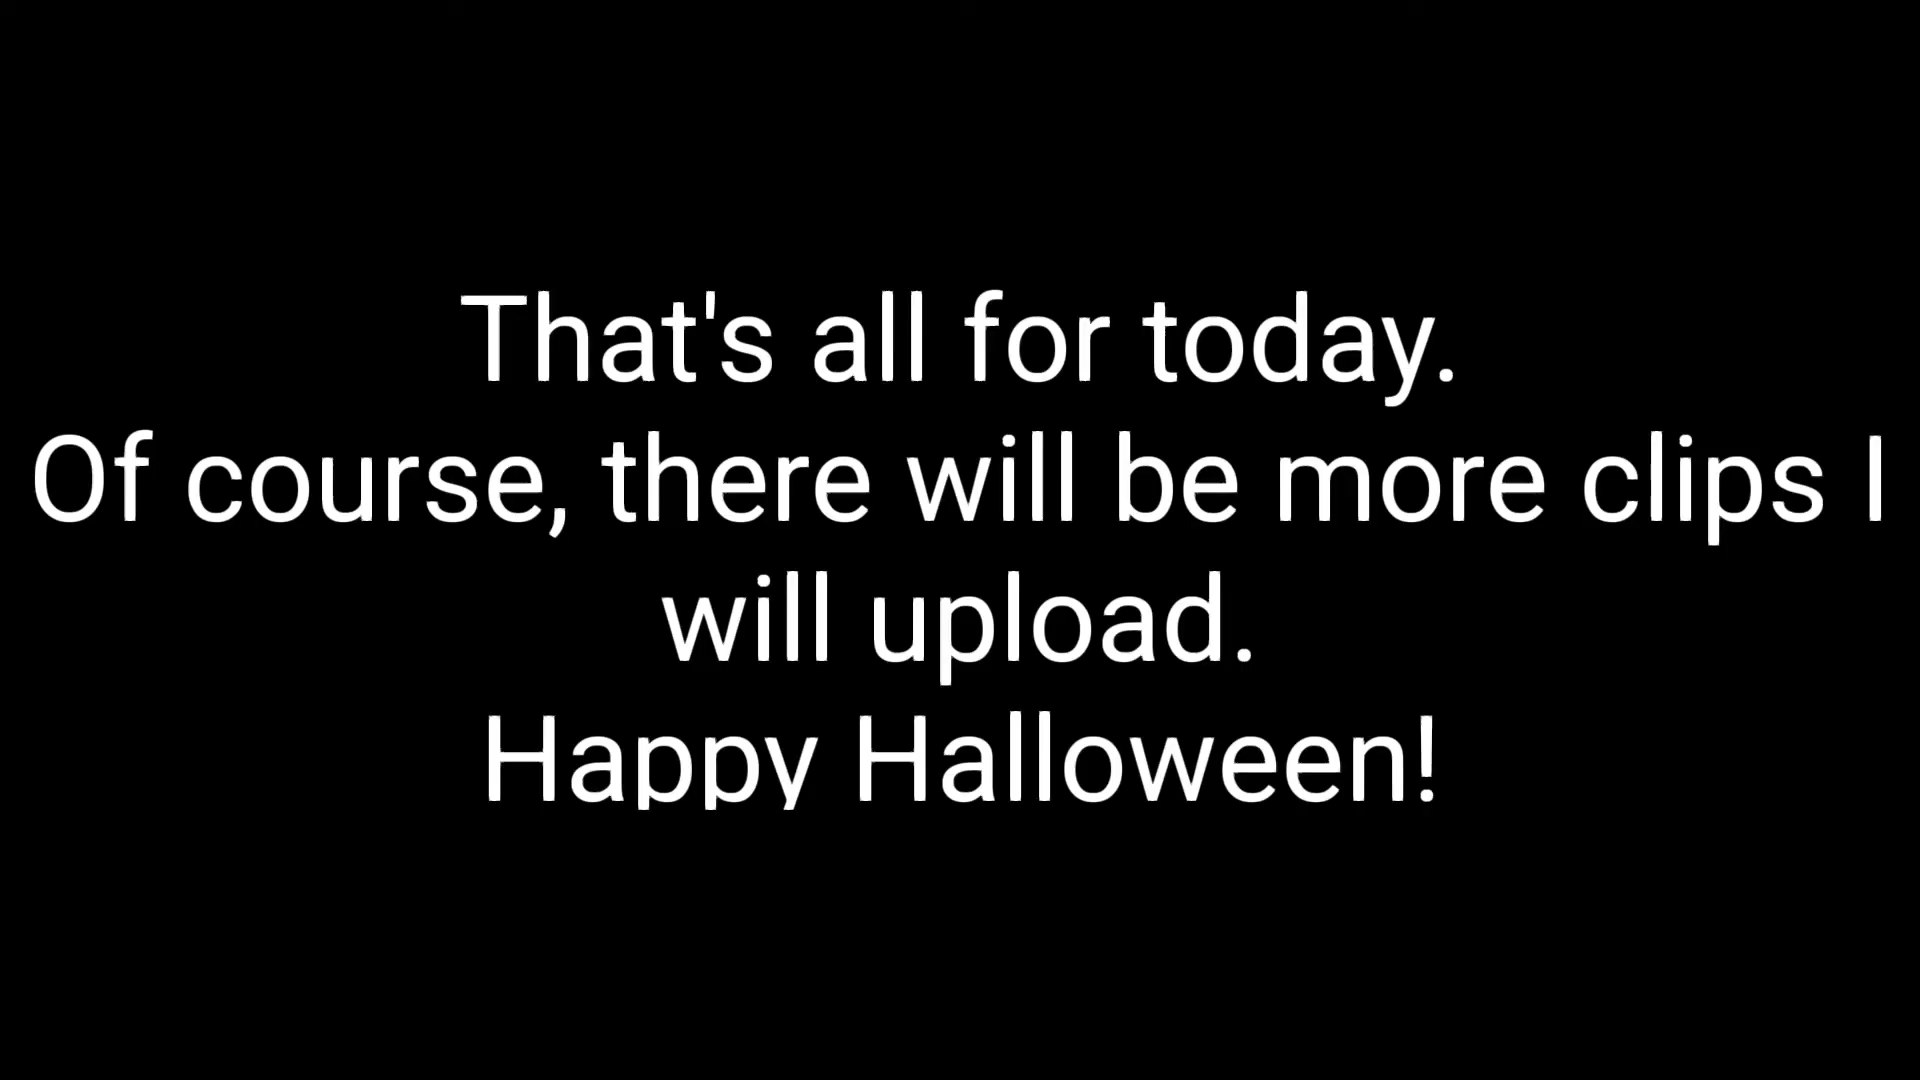 That's all for today.
Of course, there will be more clips I
will upload.
Happy Halloween!